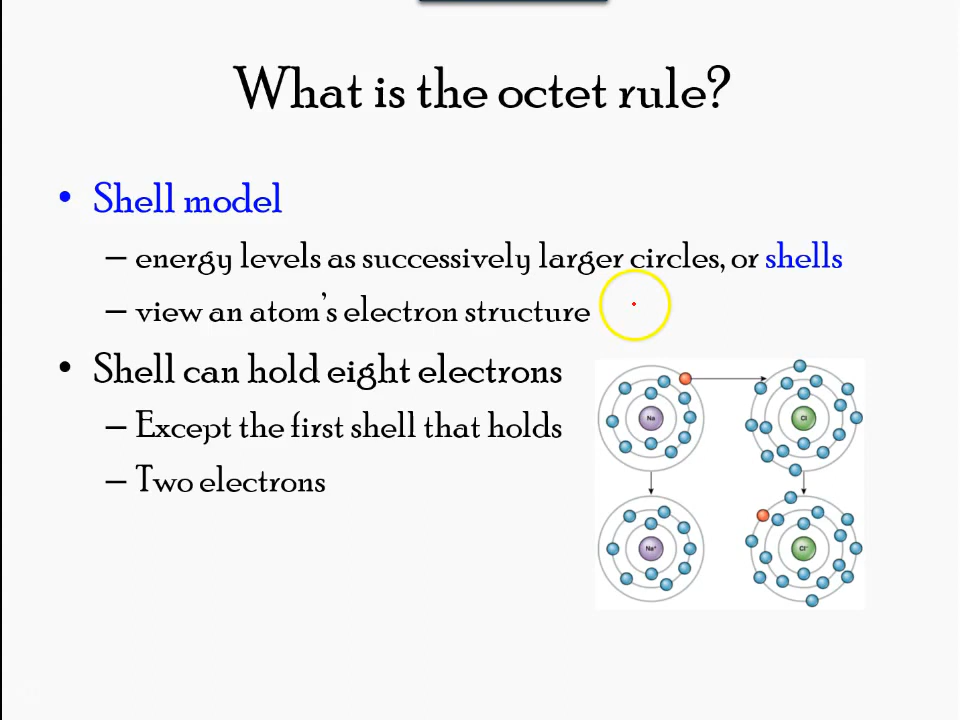 What is the octet rule?
• Shell model
– energy levels as successively larger circles, or shells
– view an atom's electron structure
• Shell can hold eight electrons
– Except the first shell that holds
– Two electrons
Na
Cl
Na⁺
Cl⁻